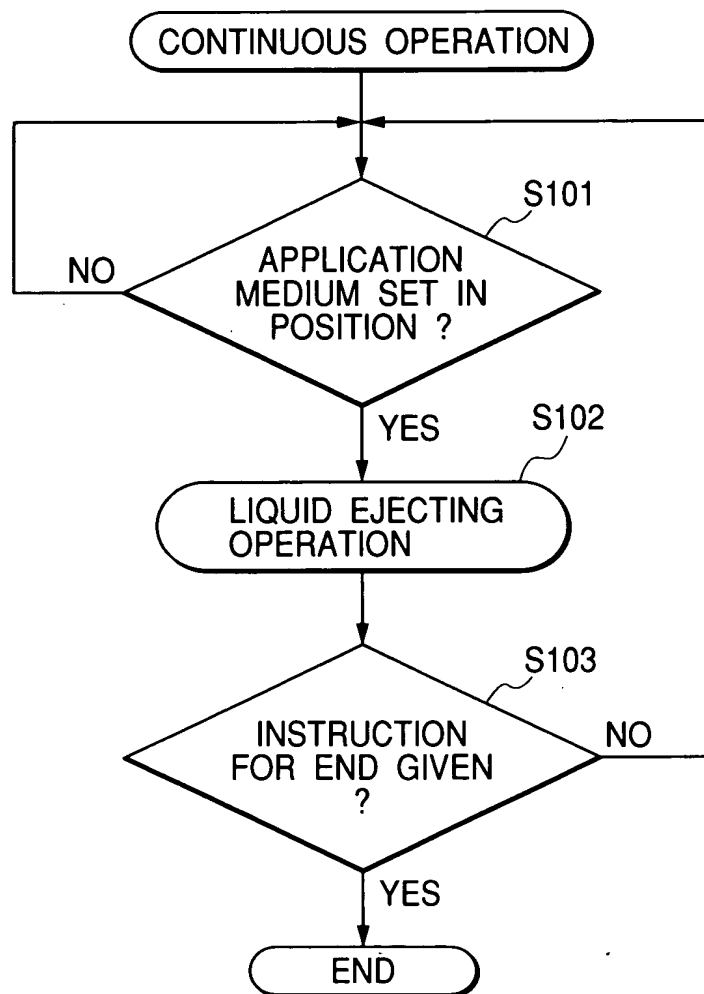 CONTINUOUS OPERATION
S101
APPLICATION
MEDIUM SET IN
POSITION ?
NO
YES
S102
LIQUID EJECTING
OPERATION
S103
INSTRUCTION
FOR END GIVEN
?
NO
YES
END